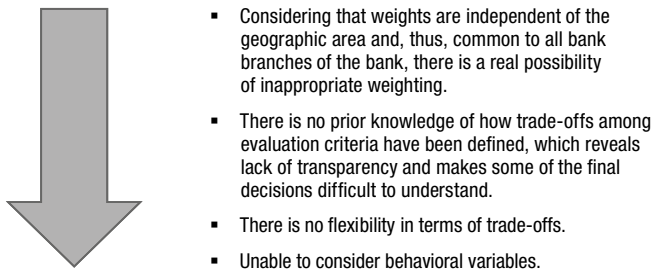 ▪ Considering that weights are independent of the
geographic area and, thus, common to all bank
branches of the bank, there is a real possibility
of inappropriate weighting.
▪ There is no prior knowledge of how trade-offs among
evaluation criteria have been defined, which reveals
lack of transparency and makes some of the final
decisions difficult to understand.
▪ There is no flexibility in terms of trade-offs.
▪ Unable to consider behavioral variables.